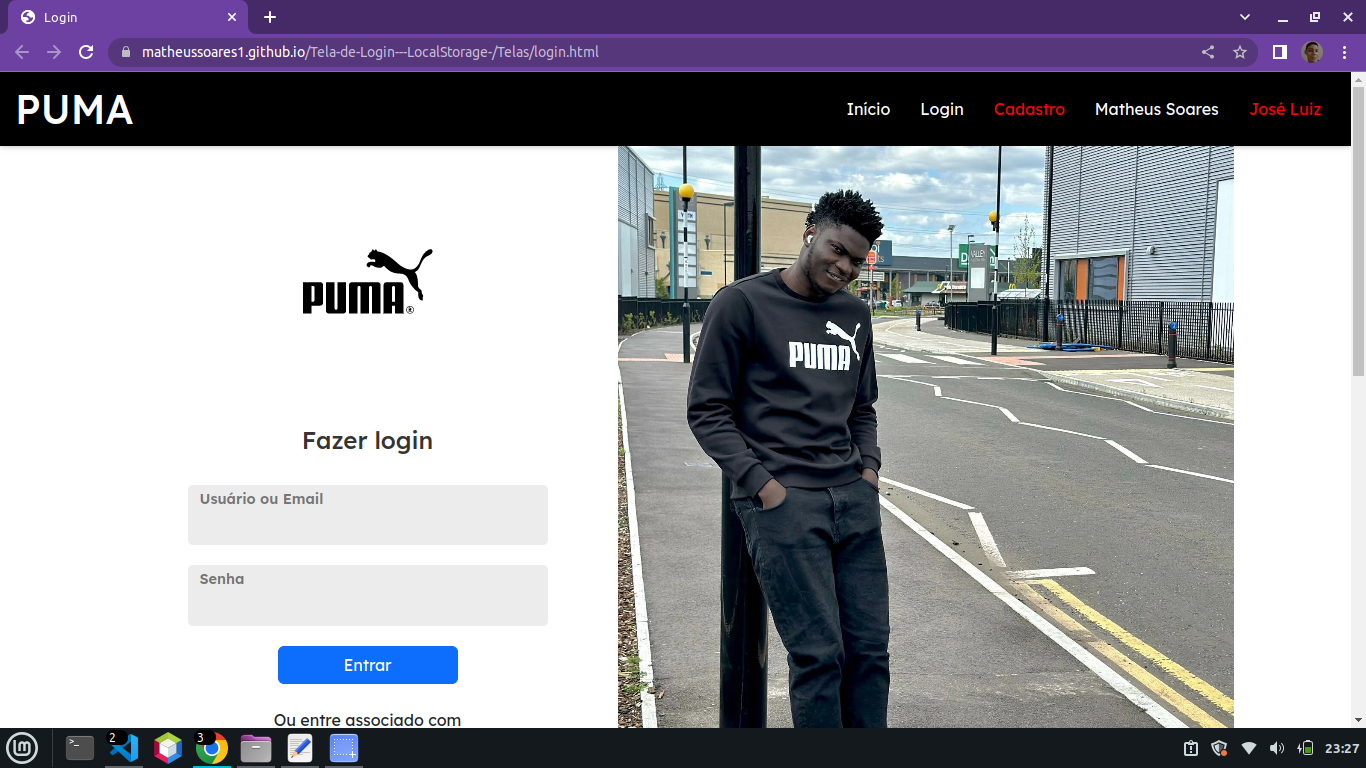 Login
matheussoares1.github.io/Tela-de-Login---LocalStorage-/Telas/login.html
PUMA
Início Login Cadastro Matheus Soares José Luiz
PUMA®
PUMA
VALLEY
Fazer login
Usuário ou Email
Senha
Entrar
Ou entre associado com
2
3
23:27